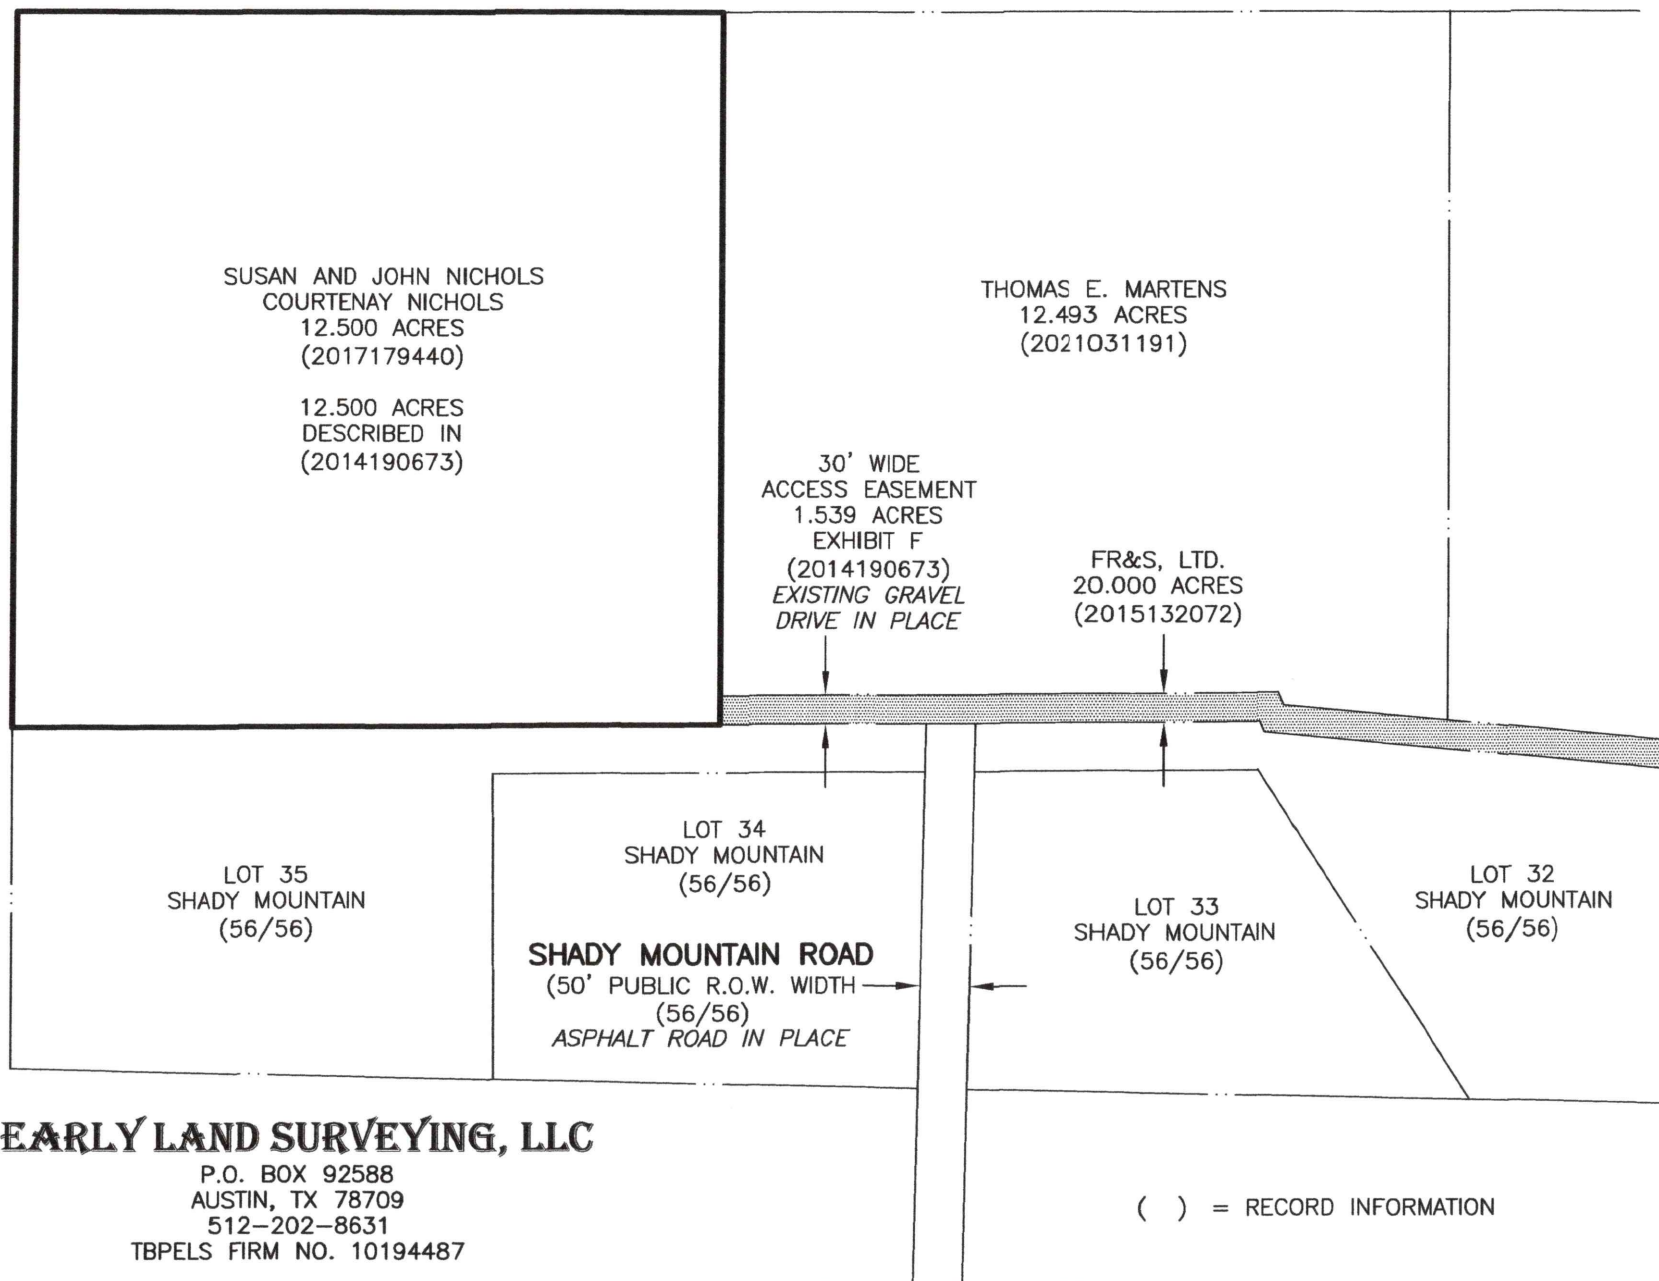 SUSAN AND JOHN NICHOLS
COURTENAY NICHOLS
12.500 ACRES
(2017179440)
12.500 ACRES
DESCRIBED IN
(2014190673)
THOMAS E. MARTENS
12.493 ACRES
(2021031191)
30' WIDE
ACCESS EASEMENT
1.539 ACRES
EXHIBIT F
(2014190673)
EXISTING GRAVEL
DRIVE IN PLACE
FR&S, LTD.
20.000 ACRES
(2015132072)
LOT 35
SHADY MOUNTAIN
(56/56)
LOT 34
SHADY MOUNTAIN
(56/56)
SHADY MOUNTAIN ROAD
(50' PUBLIC R.O.W. WIDTH
(56/56)
ASPHALT ROAD IN PLACE
LOT 33
SHADY MOUNTAIN
(56/56)
LOT 32
SHADY MOUNTAIN
(56/56)
EARLY LAND SURVEYING, LLC
P.O. BOX 92588
AUSTIN, TX 78709
512-202-8631
TBPELS FIRM NO. 10194487
( ) = RECORD INFORMATION